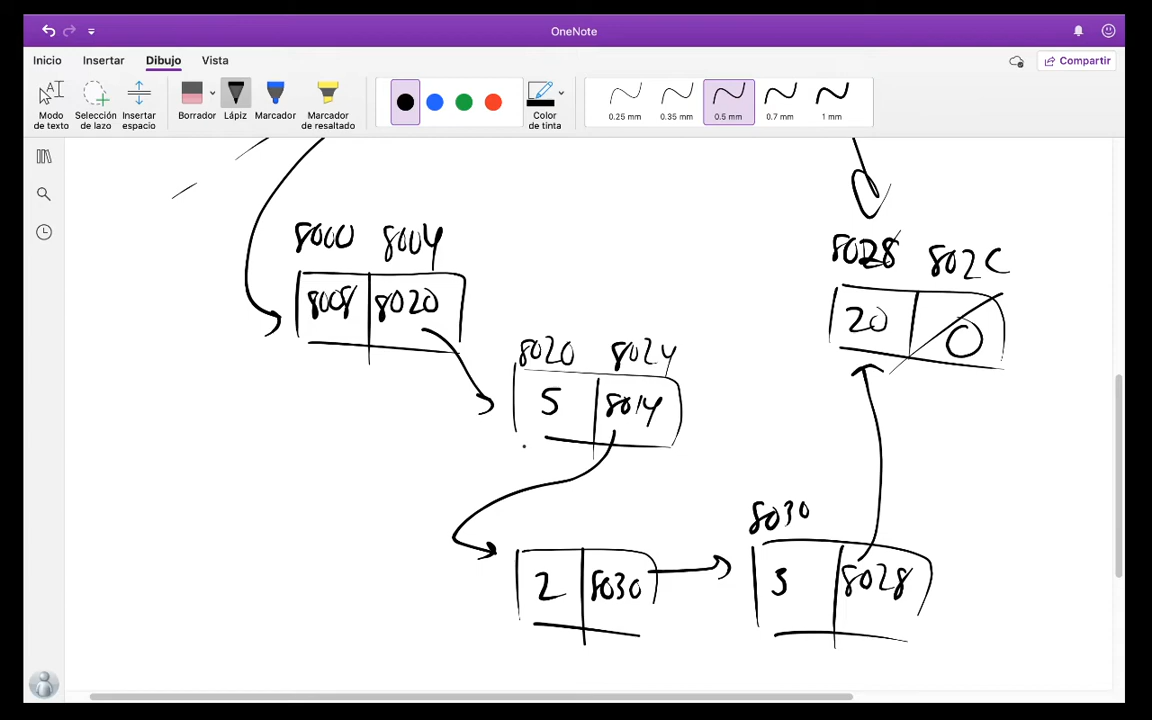 OneNote
Inicio Insertar Dibujo Vista Compartir
Modo de texto
Selección de lazo
Insertar espacio
Borrador
Lápiz
Marcador
Marcador de resaltado
Color de tinta
0.25 mm
0.35 mm
0.5 mm
0.7 mm
1 mm
8000 8004
8008 8020
8028 802C
20 0
8020 8024
5 8014
8030
2 8030
3 8028